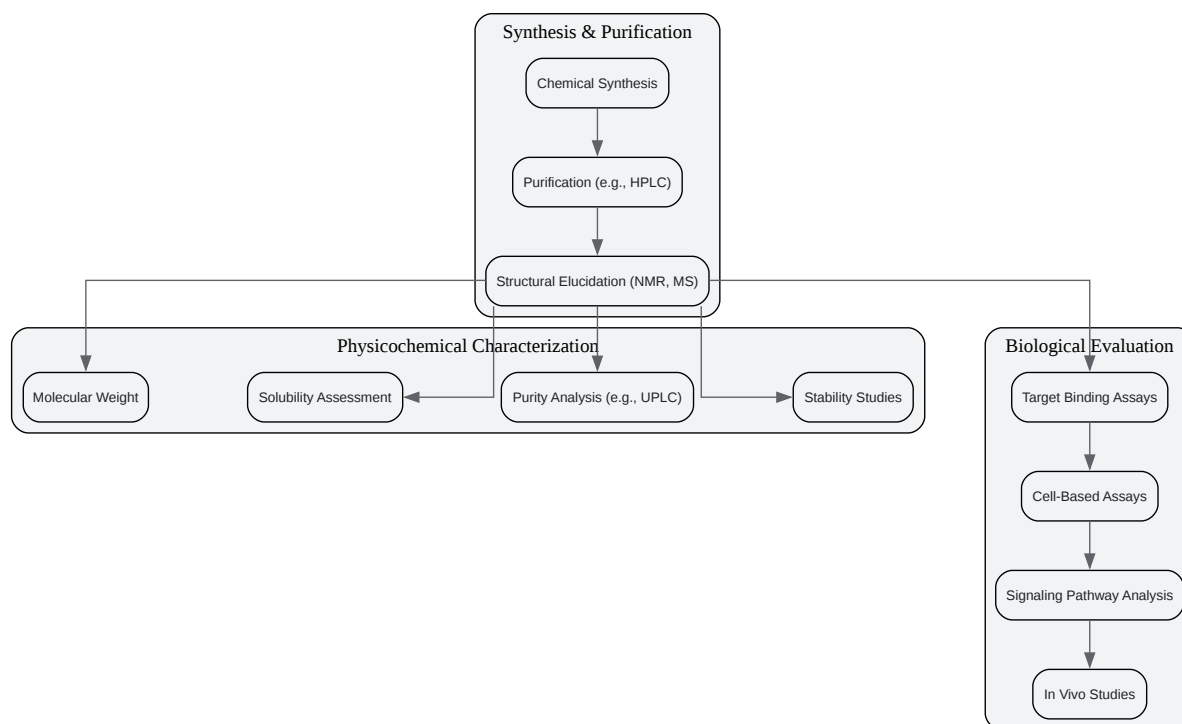 Synthesis & Purification
Chemical Synthesis
Purification (e.g., HPLC)
Structural Elucidation (NMR, MS)
Physicochemical Characterization
Molecular Weight
Solubility Assessment
Purity Analysis (e.g., UPLC)
Stability Studies
Biological Evaluation
Target Binding Assays
Cell-Based Assays
Signaling Pathway Analysis
In Vivo Studies